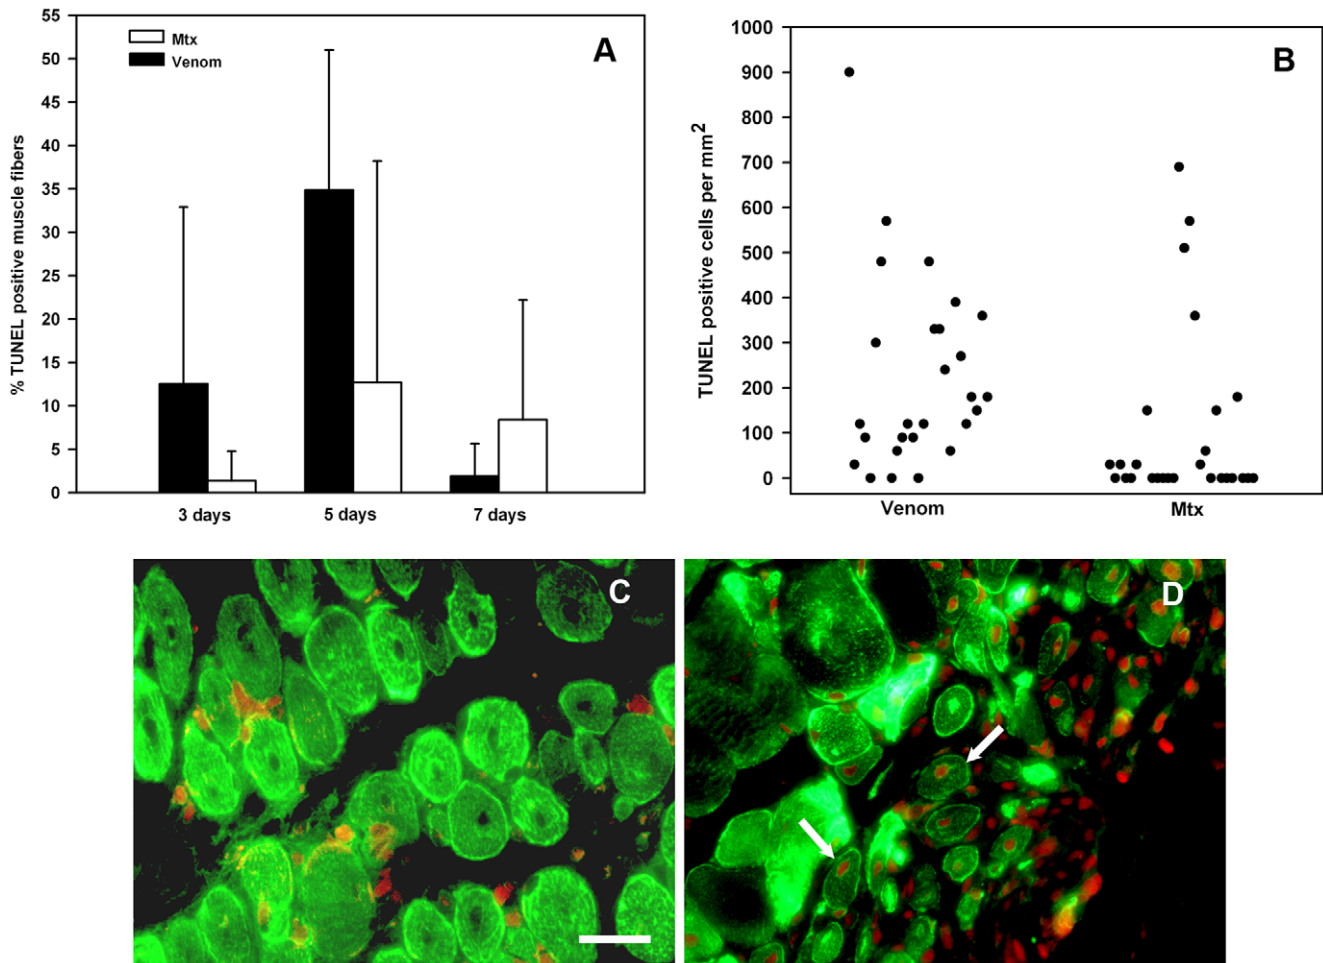 55
50
45
40
35
30
25
20
15
10
5
0
% TUNEL positive muscle fibers
Mtx
Venom
A
3 days 5 days 7 days
1000
900
800
700
600
500
400
300
200
100
0
TUNEL positive cells per mm²
B
Venom Mtx
C
D